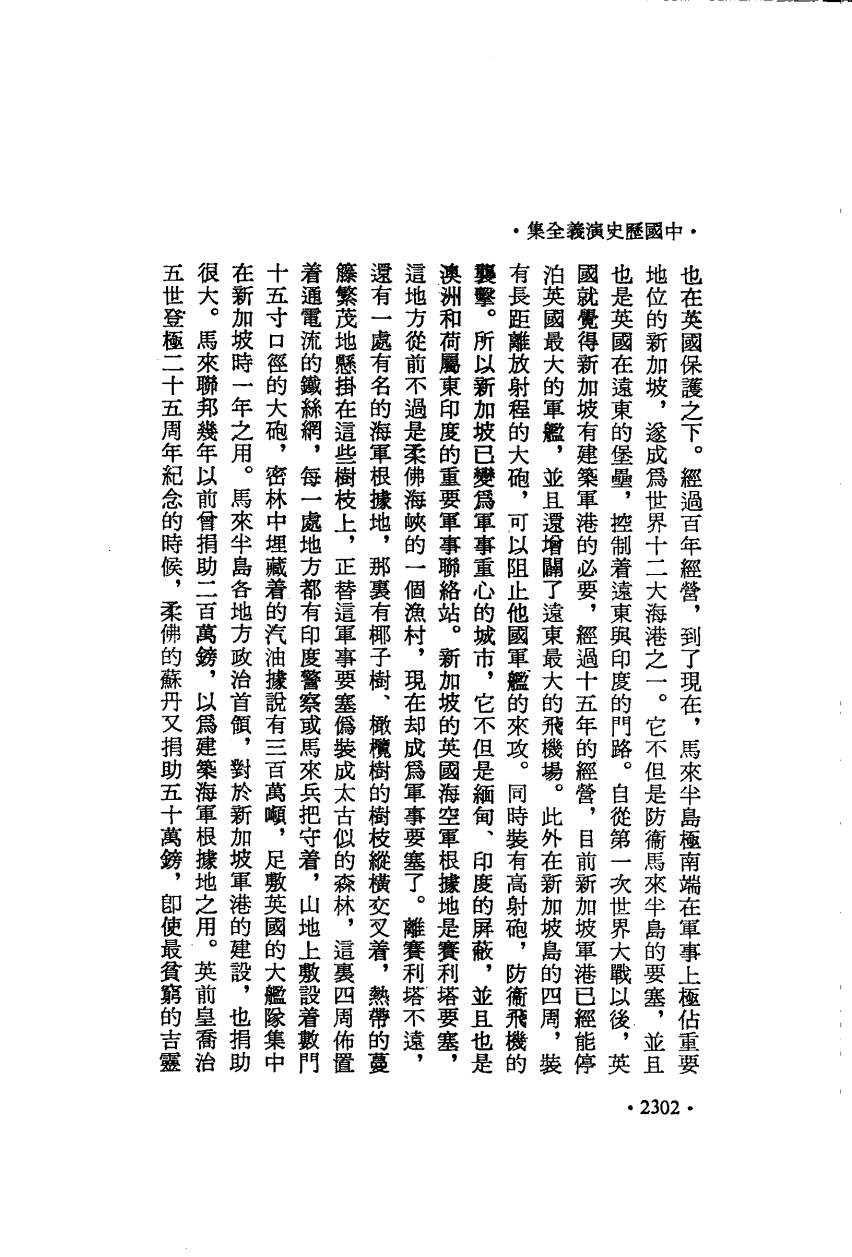 ·中國歷史演義全集·
也在英國保護之下。經過百年經營，到了現在，馬來半島極南端在軍事上極佔重要
地位的新加坡，遂成爲世界十二大海港之一。它不但是防衞馬來半島的要塞，並且
也是英國在遠東的堡壘，控制着遠東與印度的門路。自從第一次世界大戰以後，英
國就覺得新加坡有建築軍港的必要，經過十五年的經營，目前新加坡軍港已經能停
泊英國最大的軍艦，並且還增闢了遠東最大的飛機場。此外在新加坡島的四周，裝
有長距離放射程的大砲，可以阻止他國軍艦的來攻。同時裝有高射砲，防衞飛機的
襲擊。所以新加坡已變爲軍事重心的城市，它不但是緬甸、印度的屏蔽，並且也是
澳洲和荷屬東印度的重要軍事聯絡站。新加坡的英國海空軍根據地是賽利塔要塞，
這地方從前不過是柔佛海峽的一個漁村，現在却成爲軍事要塞了。離賽利塔不遠，
還有一處有名的海軍根據地，那裏有椰子樹、橄欖樹的樹枝縱橫交叉着，熱帶的蔓
籐繁茂地懸掛在這些樹枝上，正替這軍事要塞僞裝成太古似的森林，這裏四周佈置
着通電流的鐵絲網，每一處地方都有印度警察或馬來兵把守着，山地上敷設着數門
十五寸口徑的大砲，密林中埋藏着的汽油據說有三百萬噸，足敷英國的大艦隊集中
在新加坡時一年之用。馬來半島各地方政治首領，對於新加坡軍港的建設，也捐助
很大。馬來聯邦幾年以前曾捐助二百萬鎊，以爲建築海軍根據地之用。英前皇喬治
五世登極二十五周年紀念的時候，柔佛的蘇丹又捐助五十萬鎊，卽使最貧窮的吉靈
·2302·